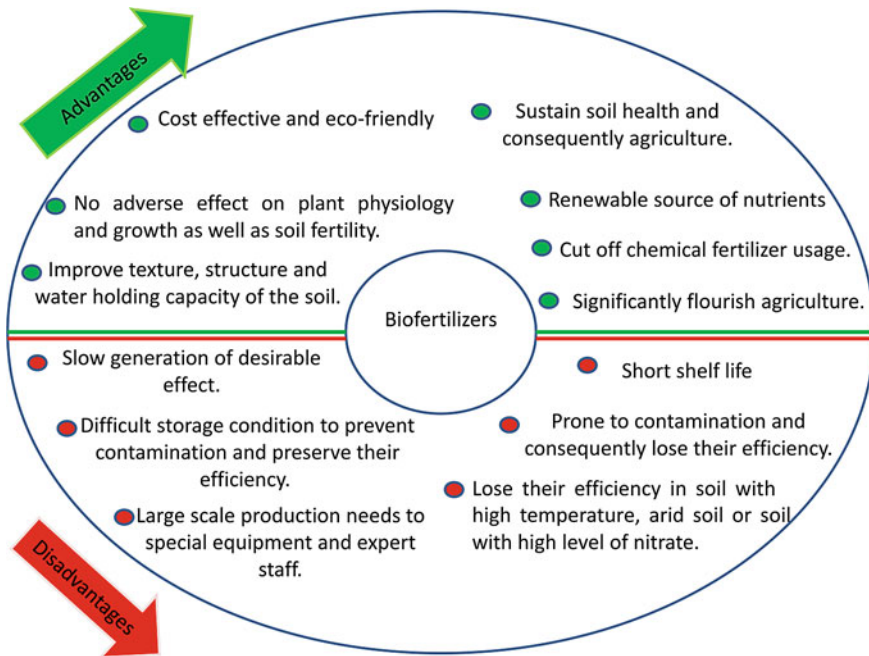 Advantages
Cost effective and eco-friendly
No adverse effect on plant physiology
and growth as well as soil fertility.
Improve texture, structure and
water holding capacity of the soil.
Sustain soil health and
consequently agriculture.
Renewable source of nutrients
Cut off chemical fertilizer usage.
Significantly flourish agriculture.
Biofertilizers
Slow generation of desirable
effect.
Difficult storage condition to prevent
contamination and preserve their
efficiency.
Large scale production needs to
special equipment and expert
staff.
Short shelf life
Prone to contamination and
consequently lose their efficiency.
Lose their efficiency in soil with
high temperature, arid soil or soil
with high level of nitrate.
Disadvantages